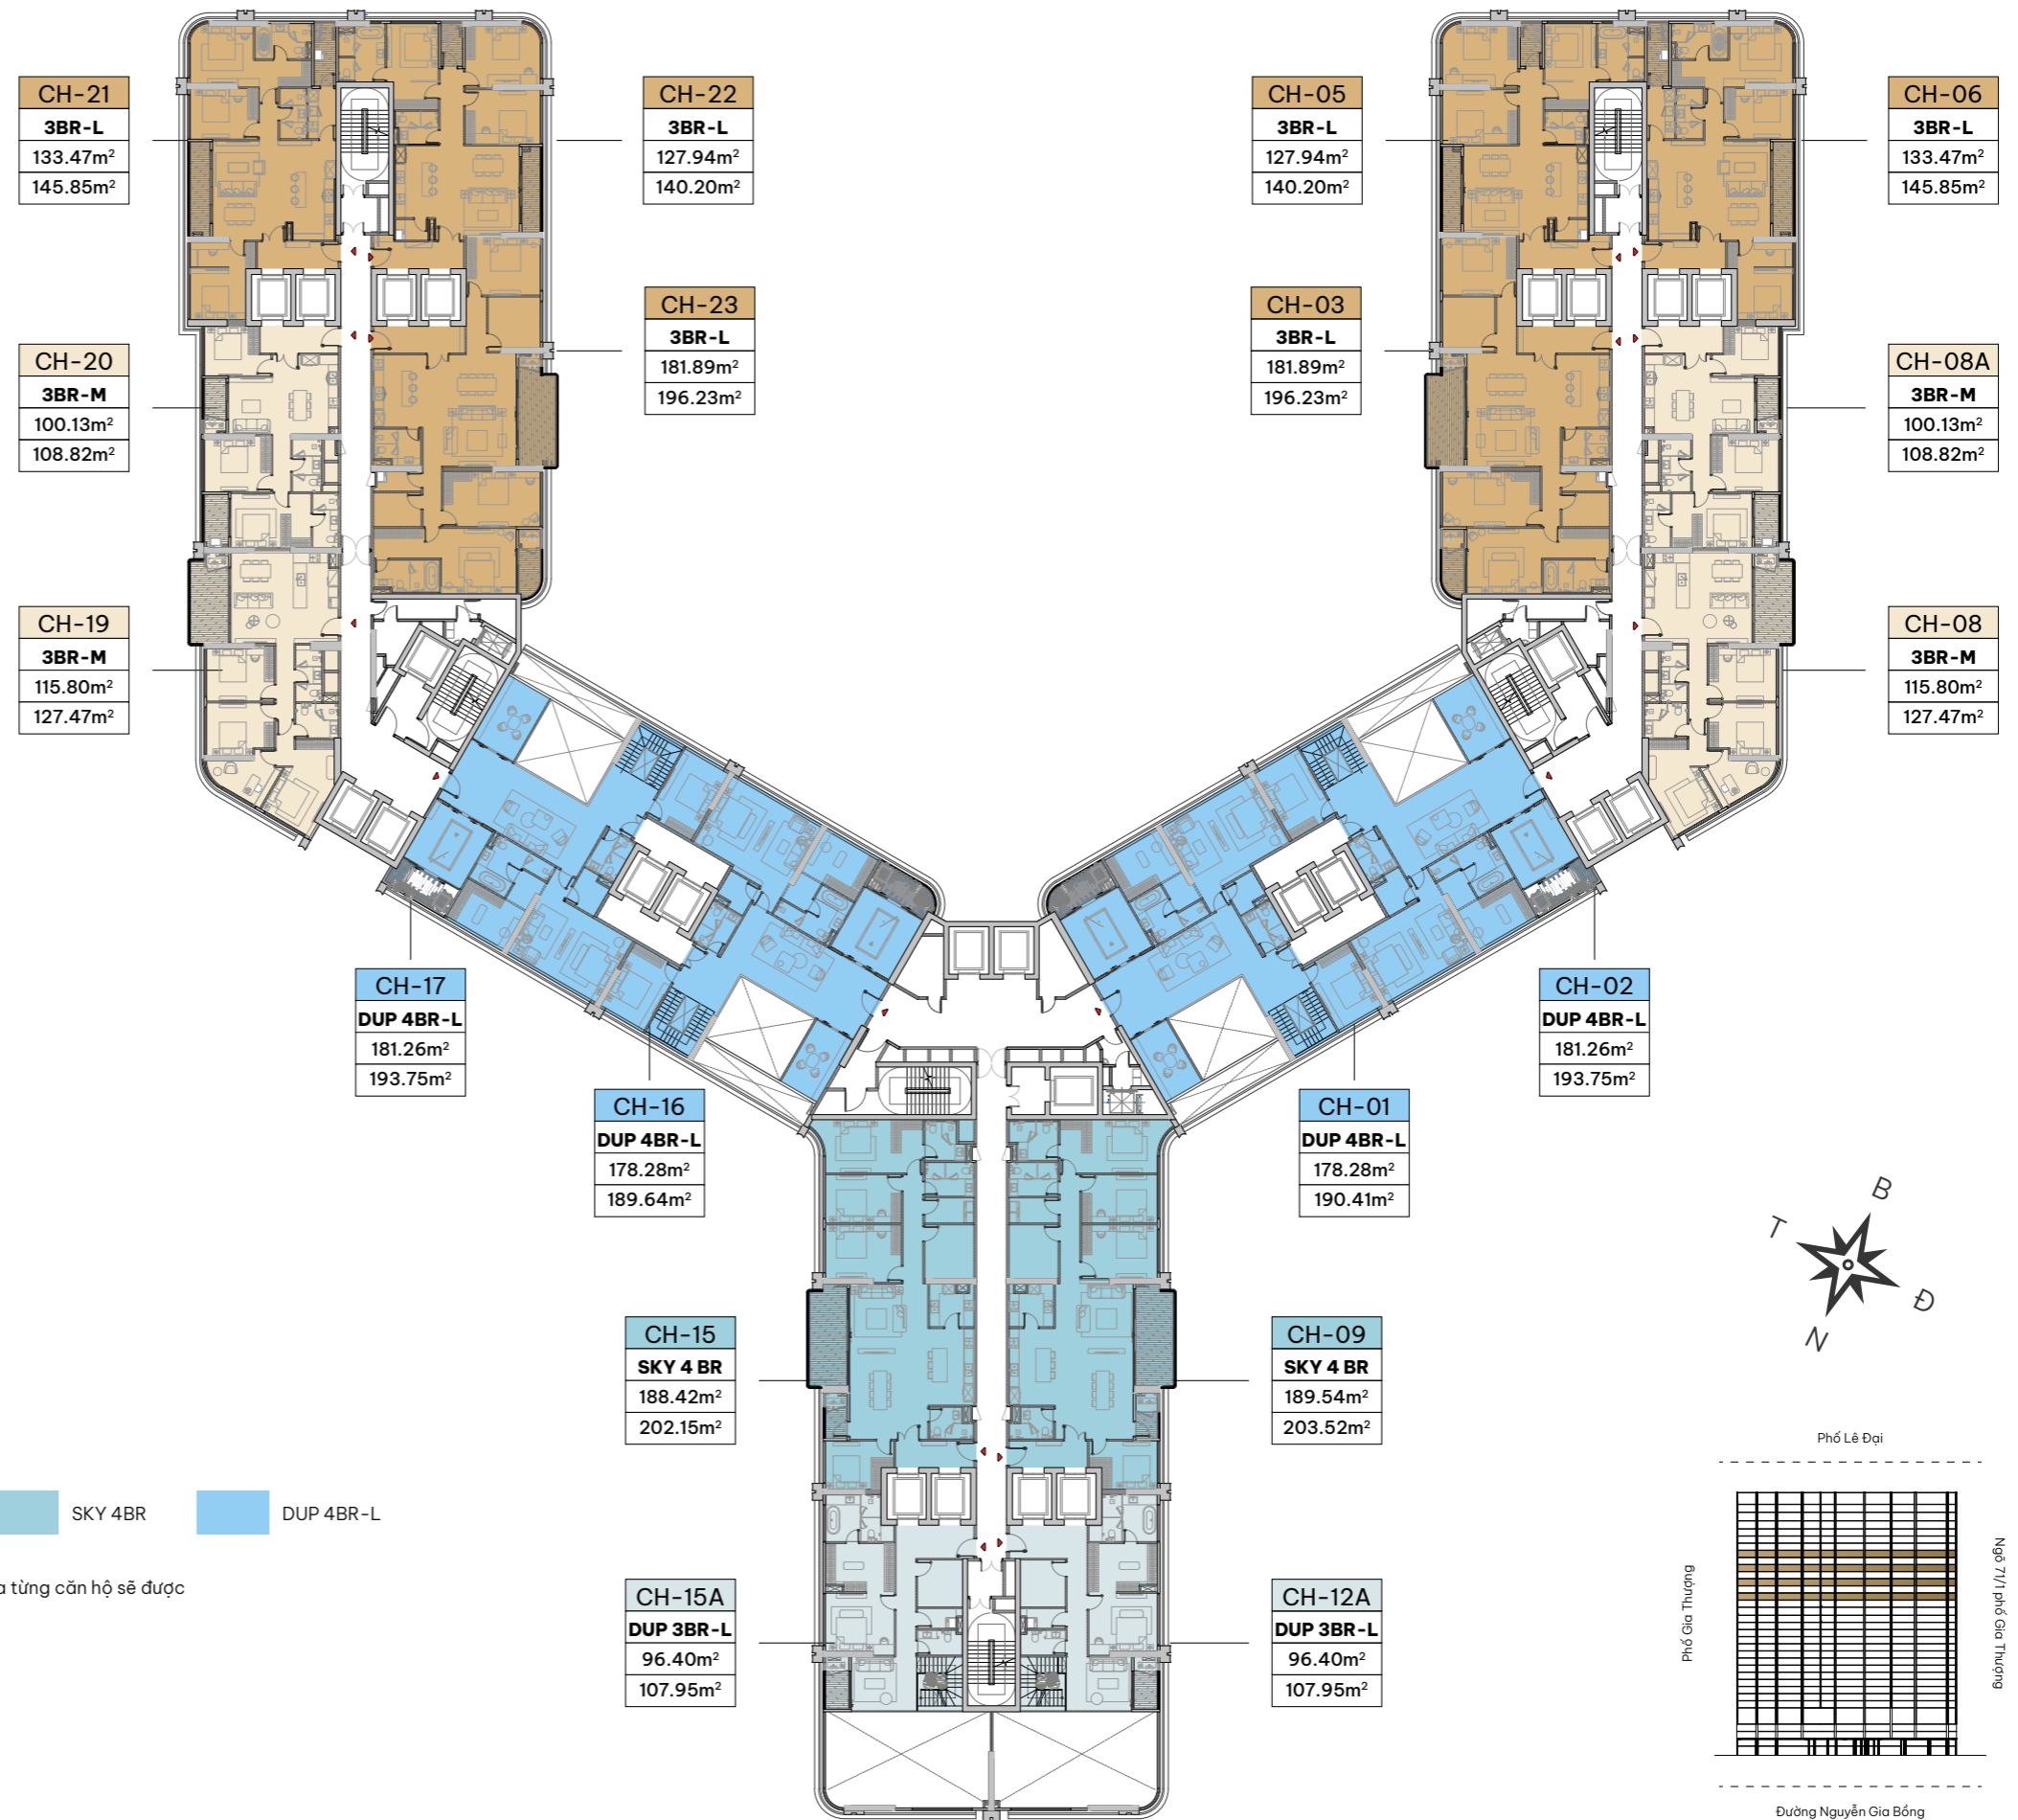 CH-21
3BR-L
133.47m²
145.85m²
CH-22
3BR-L
127.94m²
140.20m²
CH-05
3BR-L
127.94m²
140.20m²
CH-06
3BR-L
133.47m²
145.85m²
CH-23
3BR-L
181.89m²
196.23m²
CH-03
3BR-L
181.89m²
196.23m²
CH-20
3BR-M
100.13m²
108.82m²
CH-08A
3BR-M
100.13m²
108.82m²
CH-19
3BR-M
115.80m²
127.47m²
CH-08
3BR-M
115.80m²
127.47m²
CH-17
DUP 4BR-L
181.26m²
193.75m²
CH-02
DUP 4BR-L
181.26m²
193.75m²
CH-16
DUP 4BR-L
178.28m²
189.64m²
CH-01
DUP 4BR-L
178.28m²
190.41m²
B
T
Đ
N
CH-15
SKY 4 BR
188.42m²
202.15m²
CH-09
SKY 4 BR
189.54m²
203.52m²
SKY 4BR
DUP 4BR-L
a từng căn hộ sẽ được
CH-15A
DUP 3BR-L
96.40m²
107.95m²
CH-12A
DUP 3BR-L
96.40m²
107.95m²
Phố Lê Đại
Phố Gia Thượng
Ngõ 71/1 phố Gia Thượng
Đường Nguyễn Gia Bồng